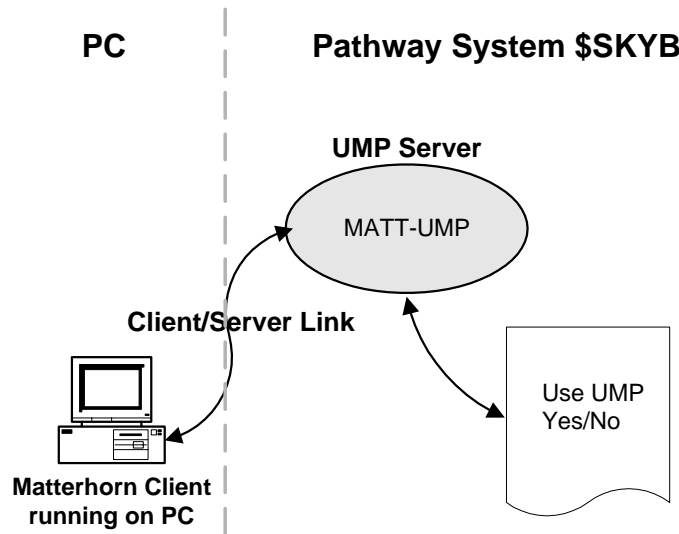 PC
Pathway System $SKYB
UMP Server
MATT-UMP
Client/Server Link
Use UMP
Yes/No
Matterhorn Client
running on PC